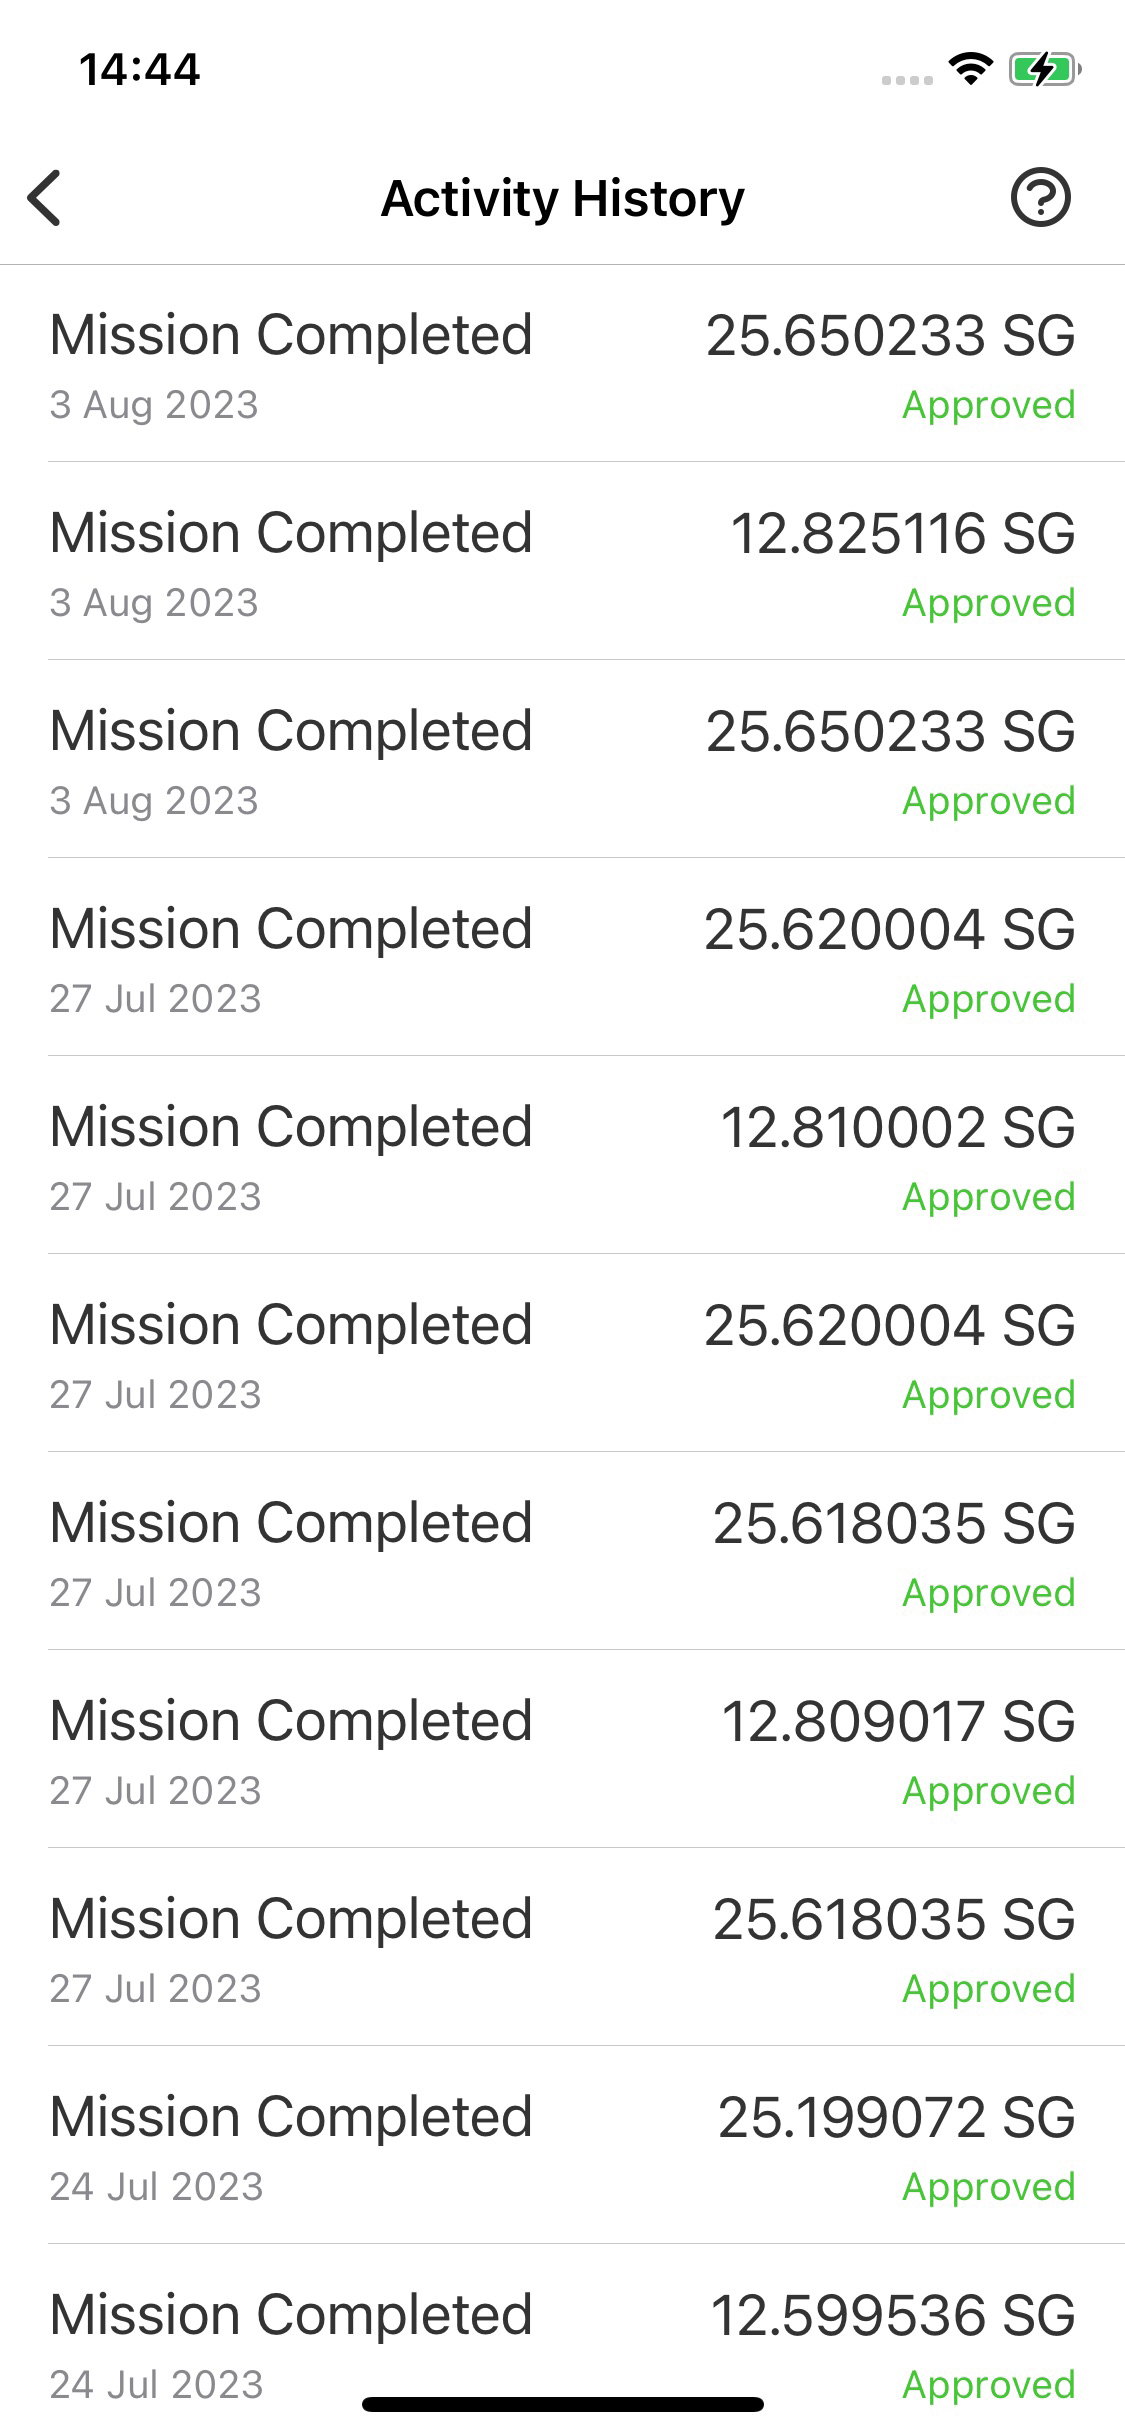 14:44
Activity History
Mission Completed 25.650233 SG
3 Aug 2023 Approved
Mission Completed 12.825116 SG
3 Aug 2023 Approved
Mission Completed 25.650233 SG
3 Aug 2023 Approved
Mission Completed 25.620004 SG
27 Jul 2023 Approved
Mission Completed 12.810002 SG
27 Jul 2023 Approved
Mission Completed 25.620004 SG
27 Jul 2023 Approved
Mission Completed 25.618035 SG
27 Jul 2023 Approved
Mission Completed 12.809017 SG
27 Jul 2023 Approved
Mission Completed 25.618035 SG
27 Jul 2023 Approved
Mission Completed 25.199072 SG
24 Jul 2023 Approved
Mission Completed 12.599536 SG
24 Jul 2023 Approved